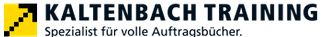 KALTENBACH TRAINING
Spezialist für volle Auftragsbücher.